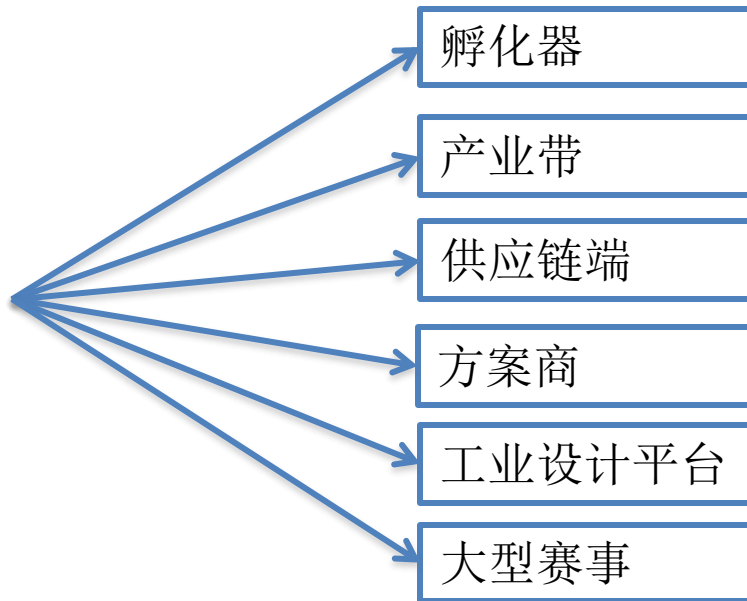 孵化器
产业带
供应链端
方案商
工业设计平台
大型赛事